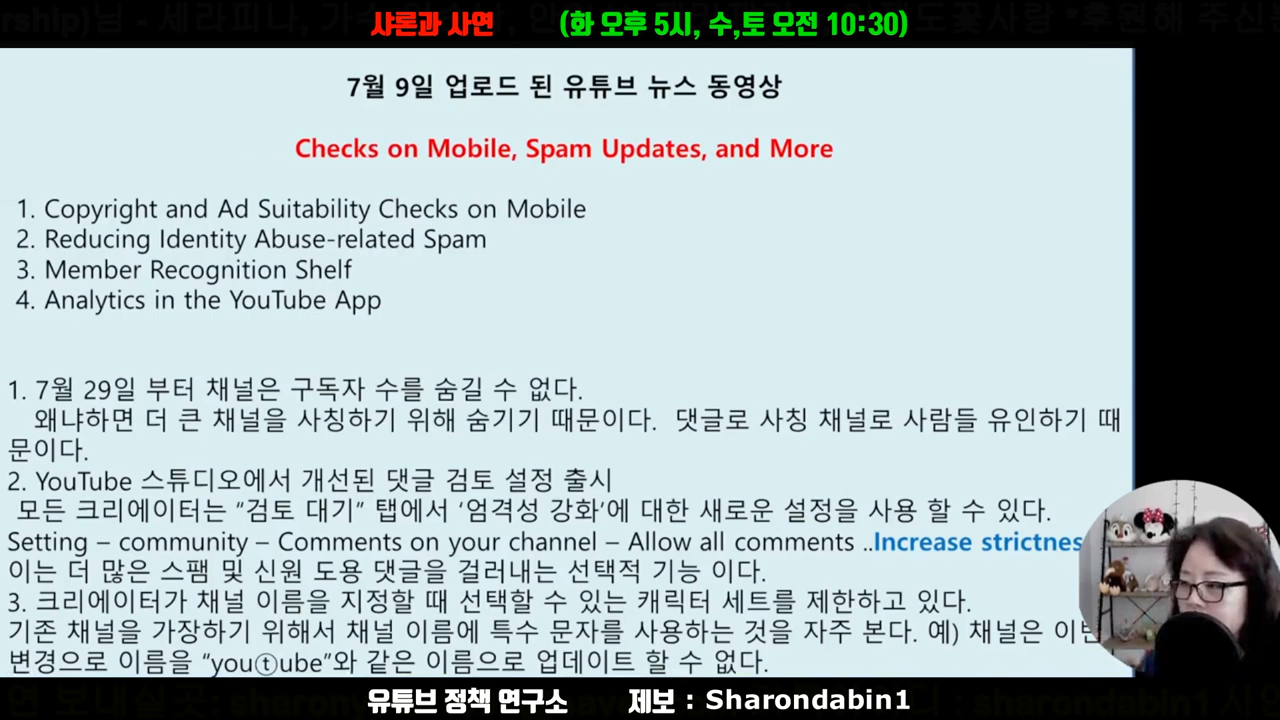 rship)님 - 세라피나, 가
샤론과 사연 (화 오후 5시, 수,토 오전 10:30)
7월 9일 업로드 된 유튜브 뉴스 동영상
Checks on Mobile, Spam Updates, and More
1. Copyright and Ad Suitability Checks on Mobile
2. Reducing Identity Abuse-related Spam
3. Member Recognition Shelf
4. Analytics in the YouTube App
1. 7월 29일 부터 채널은 구독자 수를 숨길 수 없다.
왜냐하면 더 큰 채널을 사칭하기 위해 숨기기 때문이다. 댓글로 사칭 채널로 사람들 유인하기 때
문이다.
2. YouTube 스튜디오에서 개선된 댓글 검토 설정 출시
모든 크리에이터는 “검토 대기” 탭에서 ‘엄격성 강화’에 대한 새로운 설정을 사용 할 수 있다.
Setting – community – Comments on your channel – Allow all comments ..Increase strictnes
이는 더 많은 스팸 및 신원 도용 댓글을 걸러내는 선택적 기능 이다.
3. 크리에이터가 채널 이름을 지정할 때 선택할 수 있는 캐릭터 세트를 제한하고 있다.
기존 채널을 가장하기 위해서 채널 이름에 특수 문자를 사용하는 것을 자주 본다. 예) 채널은 이번
변경으로 이름을 “youⓣube”와 같은 이름으로 업데이트 할 수 없다.
유튜브 정책 연구소 제보 : Sharondabin1